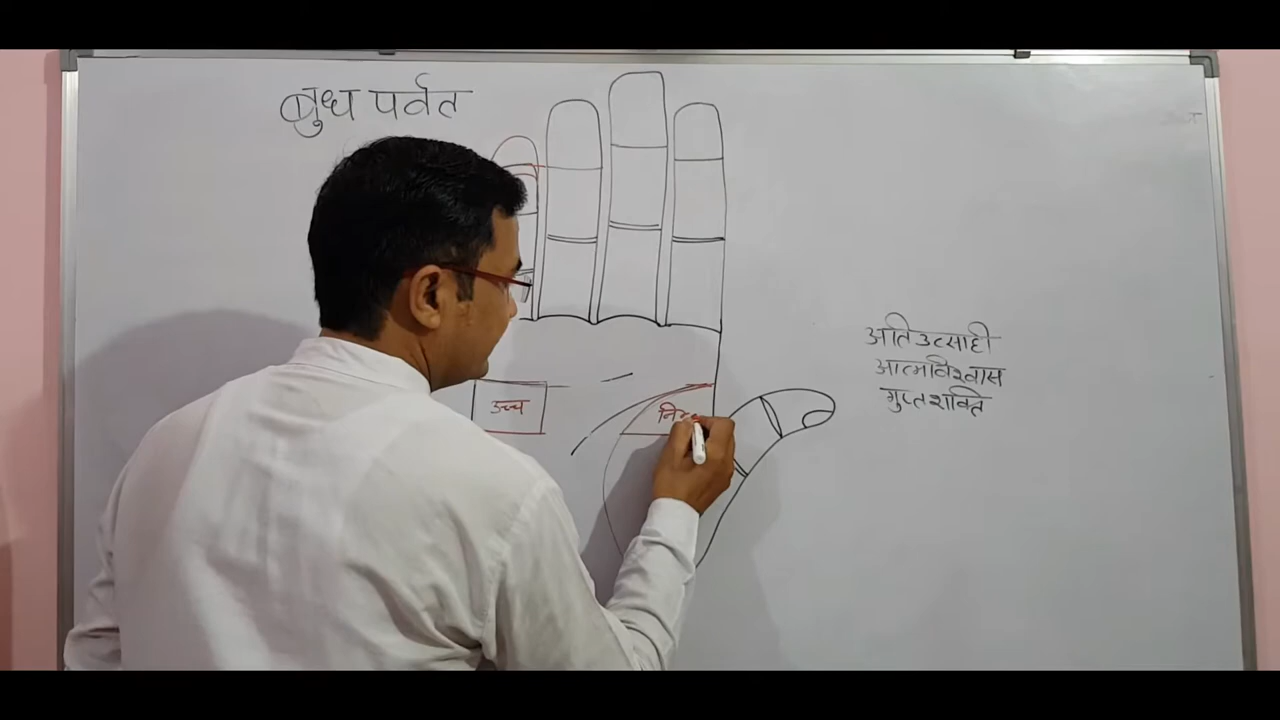 बुध पर्वत
अति उत्साही
आत्मविश्वास
गुप्त शक्ति
उच्च